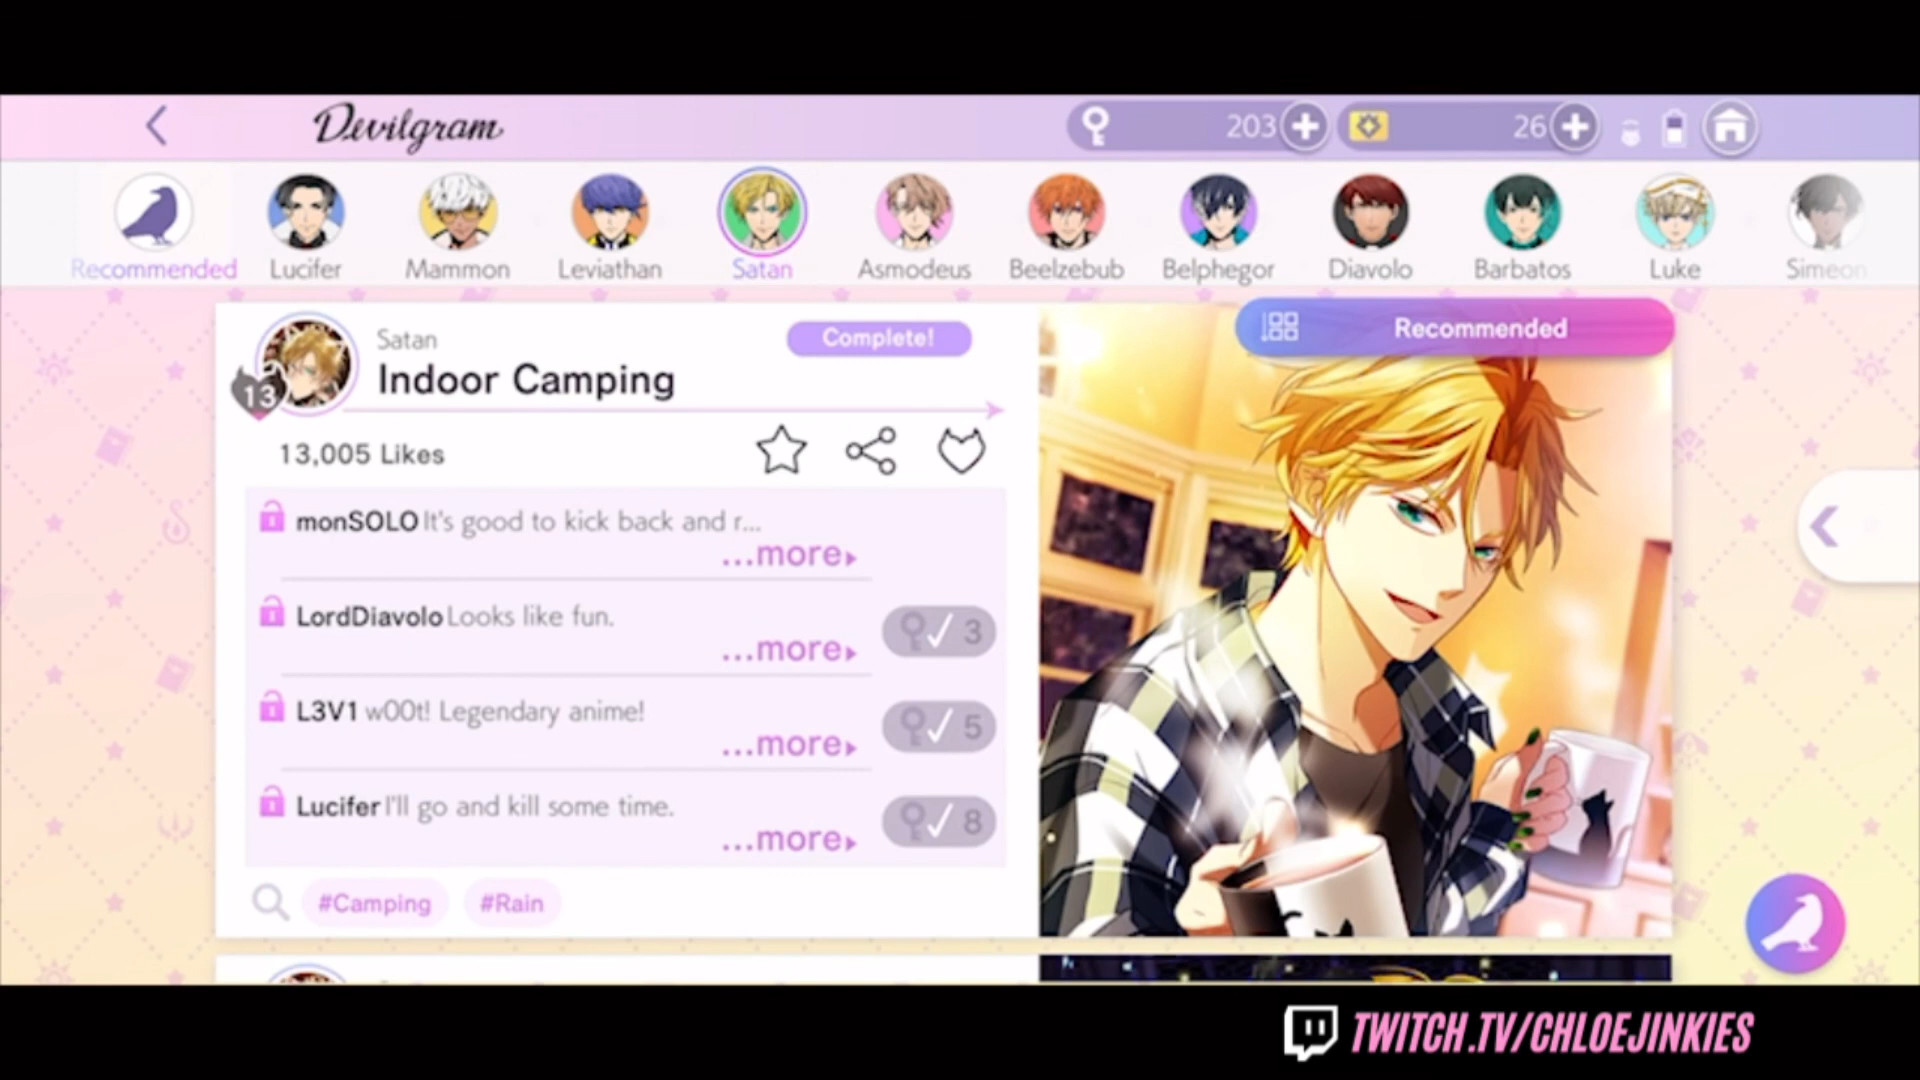 Devilgram
203
26
Recommended
Lucifer
Mammon
Leviathan
Satan
Asmodeus
Beelzebub
Belphegor
Diavolo
Barbatos
Luke
Simeon
Satan
Complete!
Recommended
Indoor Camping
13
13,005 Likes
monSOLO It's good to kick back and r...
...more
LordDiavolo Looks like fun.
...more
3
L3V1 w00t! Legendary anime!
...more
5
Lucifer I'll go and kill some time.
...more
8
#Camping #Rain
TWITCH.TV/CHLOEJINKIES